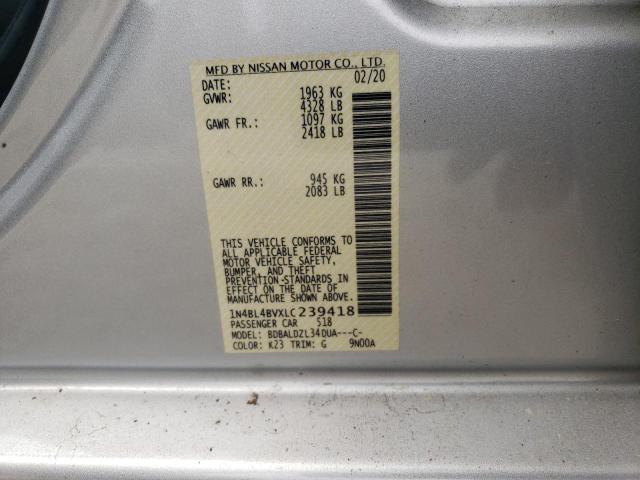 MFD BY NISSAN MOTOR CO., LTD.
DATE: 02/20
GVWR: 1963 KG
4328 LB
GAWR FR.: 1097 KG
2418 LB
GAWR RR.: 945 KG
2083 LB
THIS VEHICLE CONFORMS TO
ALL APPLICABLE FEDERAL
MOTOR VEHICLE SAFETY,
BUMPER, AND THEFT
PREVENTION STANDARDS IN
EFFECT ON THE DATE OF
MANUFACTURE SHOWN ABOVE.
1N4BL4BVXLC239418
PASSENGER CAR 518
MODEL: BDBALDZL34DUA---C-
COLOR: K23 TRIM: G 9N00A